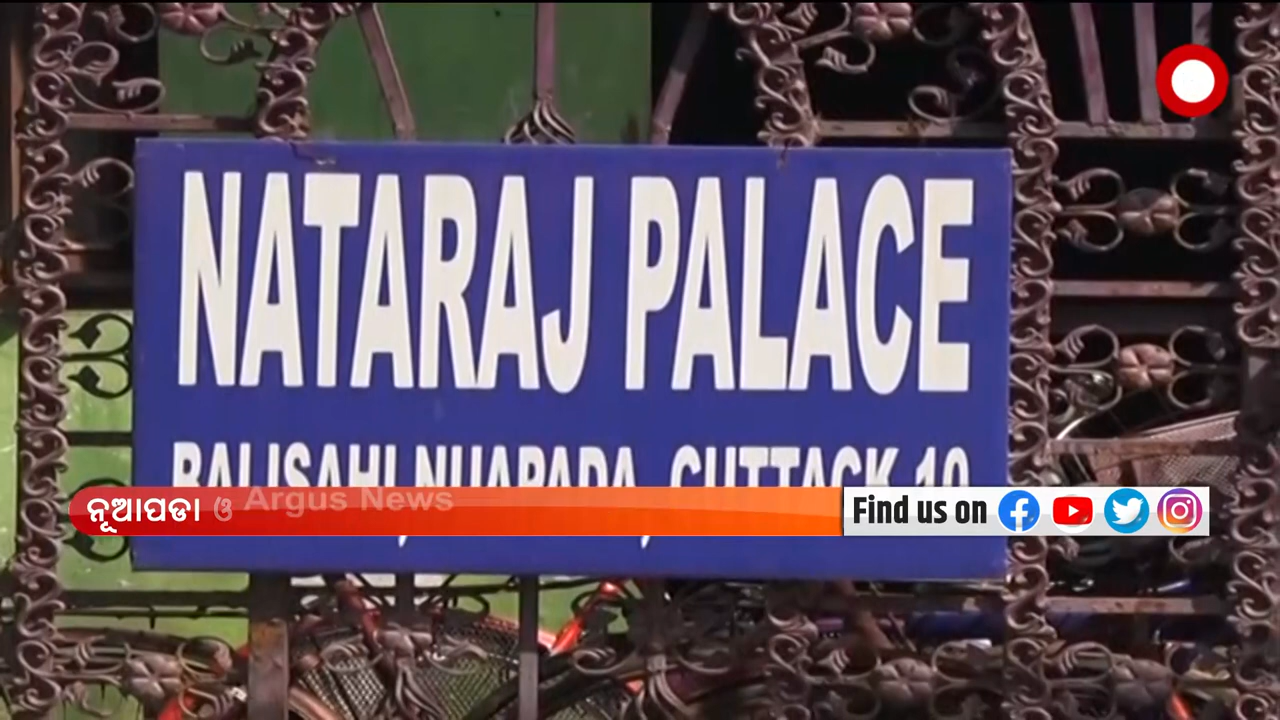 NATARAJ PALACE
BALISAHI, NUAPADA, CUTTACK-10
ନୂଆପଡା ଓ Argus News
Find us on